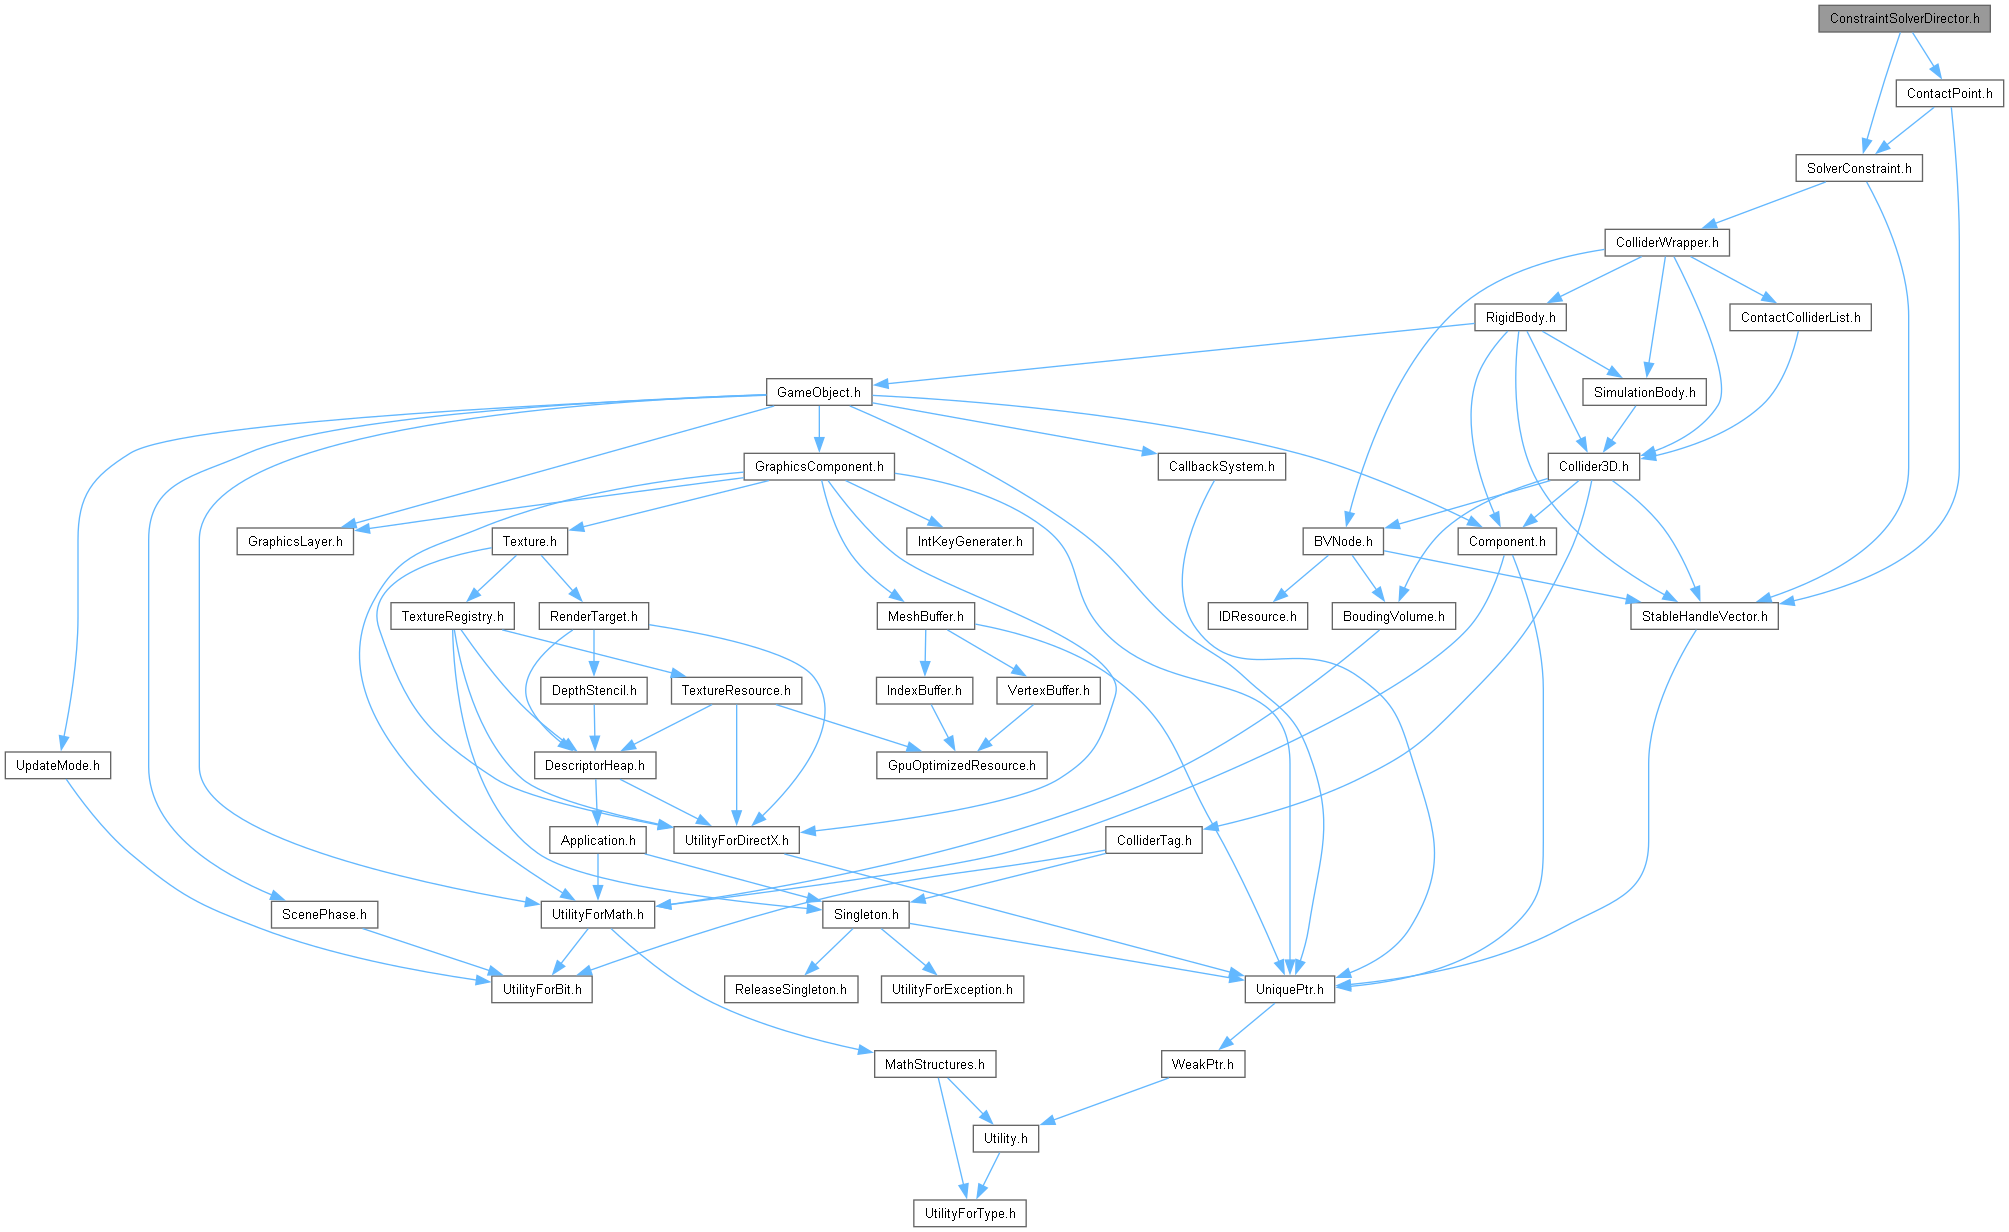 ConstraintSolverDirector.h
ContactPoint.h
SolverConstraint.h
ColliderWrapper.h
RigidBody.h
ContactColliderList.h
GameObject.h
SimulationBody.h
GraphicsComponent.h
CallbackSystem.h
Collider3D.h
GraphicsLayer.h
Texture.h
IntKeyGenerater.h
BVNode.h
Component.h
TextureRegistry.h
RenderTarget.h
MeshBuffer.h
IDResource.h
BoudingVolume.h
StableHandleVector.h
DepthStencil.h
TextureResource.h
IndexBuffer.h
VertexBuffer.h
UpdateMode.h
DescriptorHeap.h
GpuOptimizedResource.h
Application.h
UtilityForDirectX.h
ColliderTag.h
ScenePhase.h
UtilityForMath.h
Singleton.h
UtilityForBit.h
ReleaseSingleton.h
UtilityForException.h
UniquePtr.h
MathStructures.h
WeakPtr.h
Utility.h
UtilityForType.h